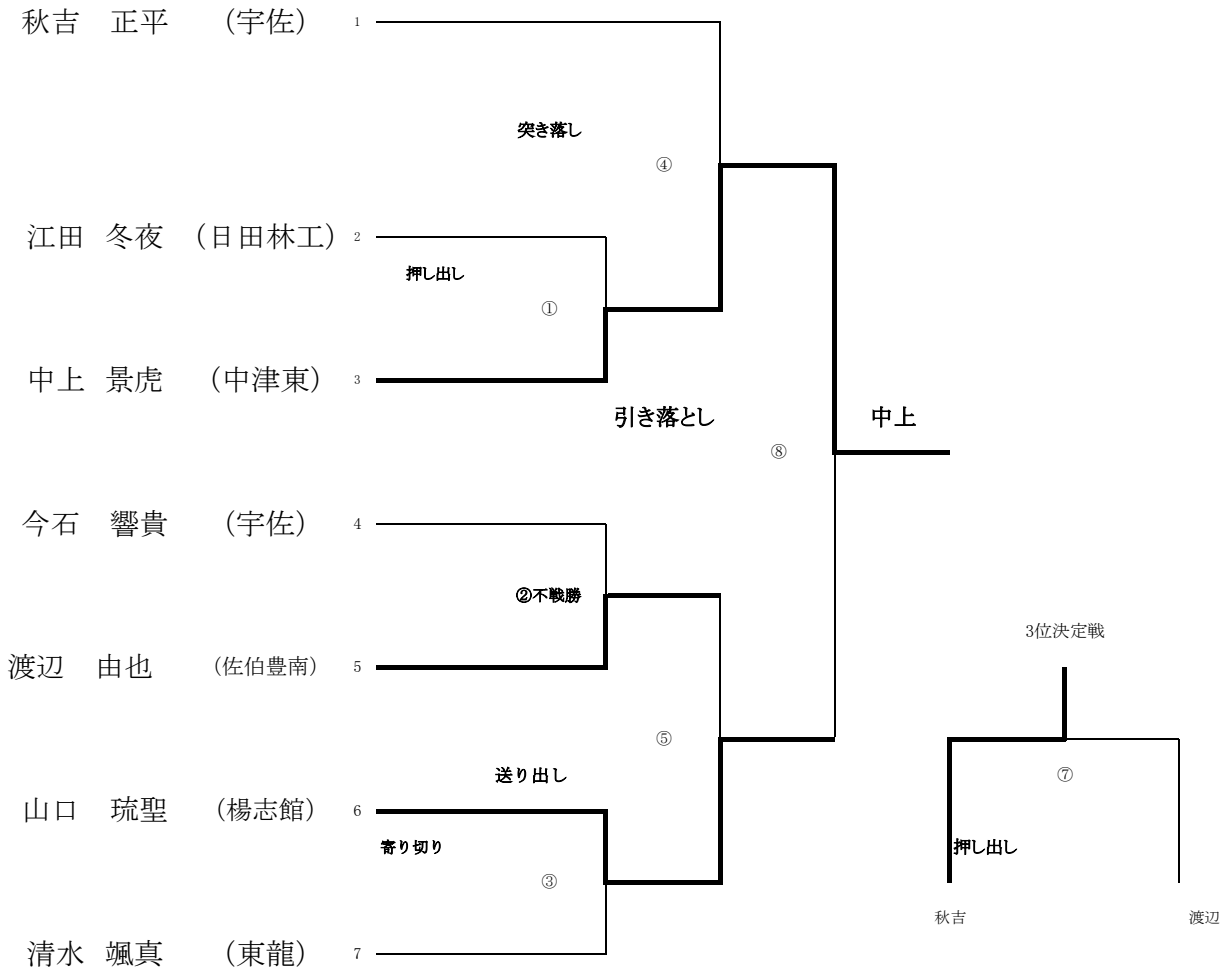 秋吉　正平　（宇佐）　1
突き落し
④
江田　冬夜　（日田林工）　2
押し出し
①
中上　景虎　（中津東）　3
引き落とし　中上
⑧
今石　響貴　（宇佐）　4
②不戦勝
3位決定戦
渡辺　由也　（佐伯豊南）　5
⑤
送り出し
⑦
山口　琉聖　（楊志館）　6
寄り切り
押し出し
③
秋吉　渡辺
清水　颯真　（東龍）　7